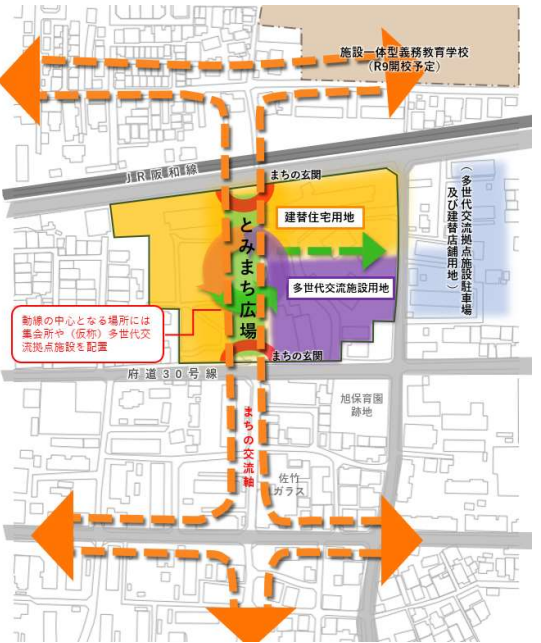 施設一体型義務教育学校
（R9開校予定）
JR阪和線
まちの玄関
（多世代交流拠点施設駐車場
及び建替店舗用地）
建替住宅用地
とみまち広場
多世代交流施設用地
動線の中心となる場所には
集会所や（仮称）多世代交
流拠点施設を配置
まちの玄関
府道30号線
旭保育園
跡地
まちの交流軸
佐竹
ガラス